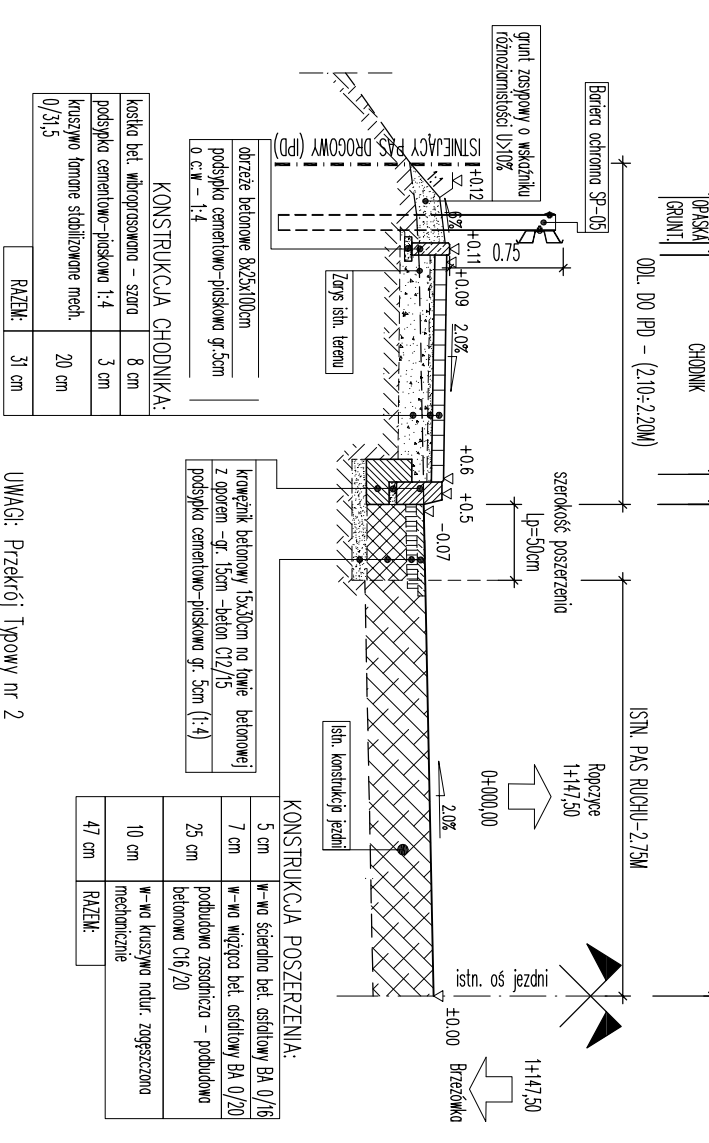 OPASKA
GRUNT.
CHODNIK
ODL. DO IPD – (2.10÷2.20M)
ISTN. PAS RUCHU–2.75M
Bariera ochronna SP–05
grunt zasypowy o wskaźniku
różnoziarnistości U>10%
ISTNIEJĄCY PAS DROGOWY (IPD)
szerokość poszerzenia
Lp=50cm
Ropczyce
1+147,50
0+000,00
1+147,50
Brzezówka
istn. oś jezdni
0.75
+0.12
6%
+0.11
+0.09
2.0%
+0.6
+0.5
-0.07
2.0%
±0.00
Zarys istn. terenu
Istn. konstrukcja jezdni
obrzeże betonowe 8x25x100cm
podsypka cementowo–piaskowa gr.5cm
o c:w – 1:4
krawężnik betonowy 15x30cm na ławie betonowej
z oporem –gr. 15cm –beton C12/15
podsypka cementowo–piaskowa gr. 5cm (1:4)
KONSTRUKCJA CHODNIKA:
kostka bet. wibroprasowana – szara 8 cm
podsypka cementowo–piaskowa 1:4 3 cm
kruszywo łamane stabilizowane mech.
0/31,5 20 cm
RAZEM: 31 cm
KONSTRUKCJA POSZERZENIA:
5 cm w–wa ścieralna bet. asfaltowy BA 0/16
7 cm w–wa wiążąca bet. asfaltowy BA 0/20
25 cm podbudowa zasadnicza – podbudowa
betonowa C16/20
10 cm w–wa kruszywa natur. zagęszczona
mechanicznie
47 cm RAZEM:
UWAGI: Przekrój Typowy nr 2